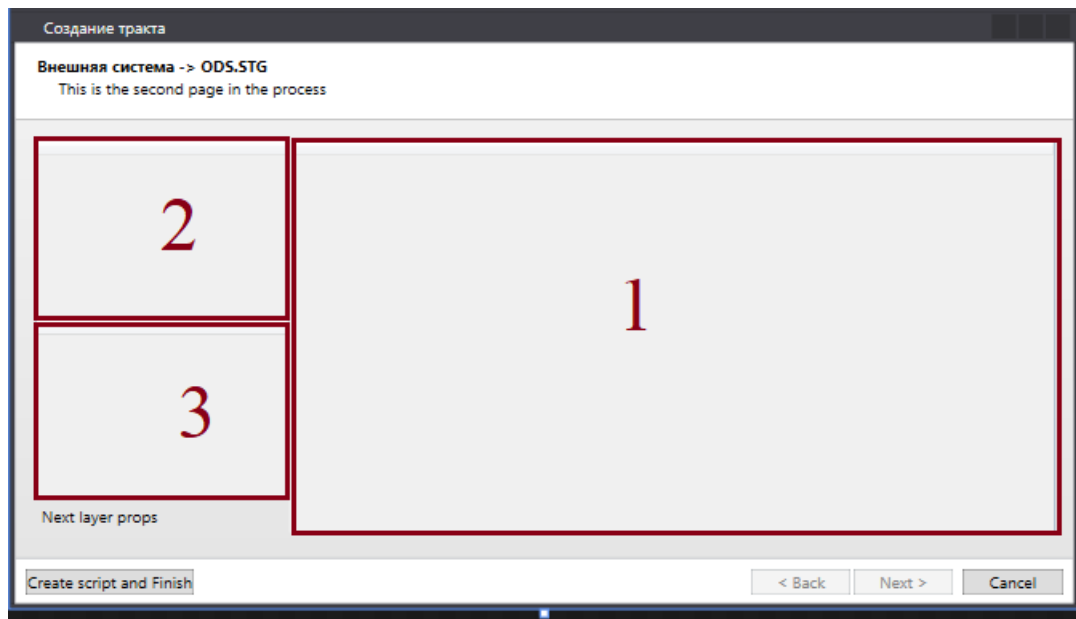 Создание тракта
Внешняя система -> ODS.STG
This is the second page in the process
2
1
3
Next layer props
Create script and Finish
< Back
Next >
Cancel